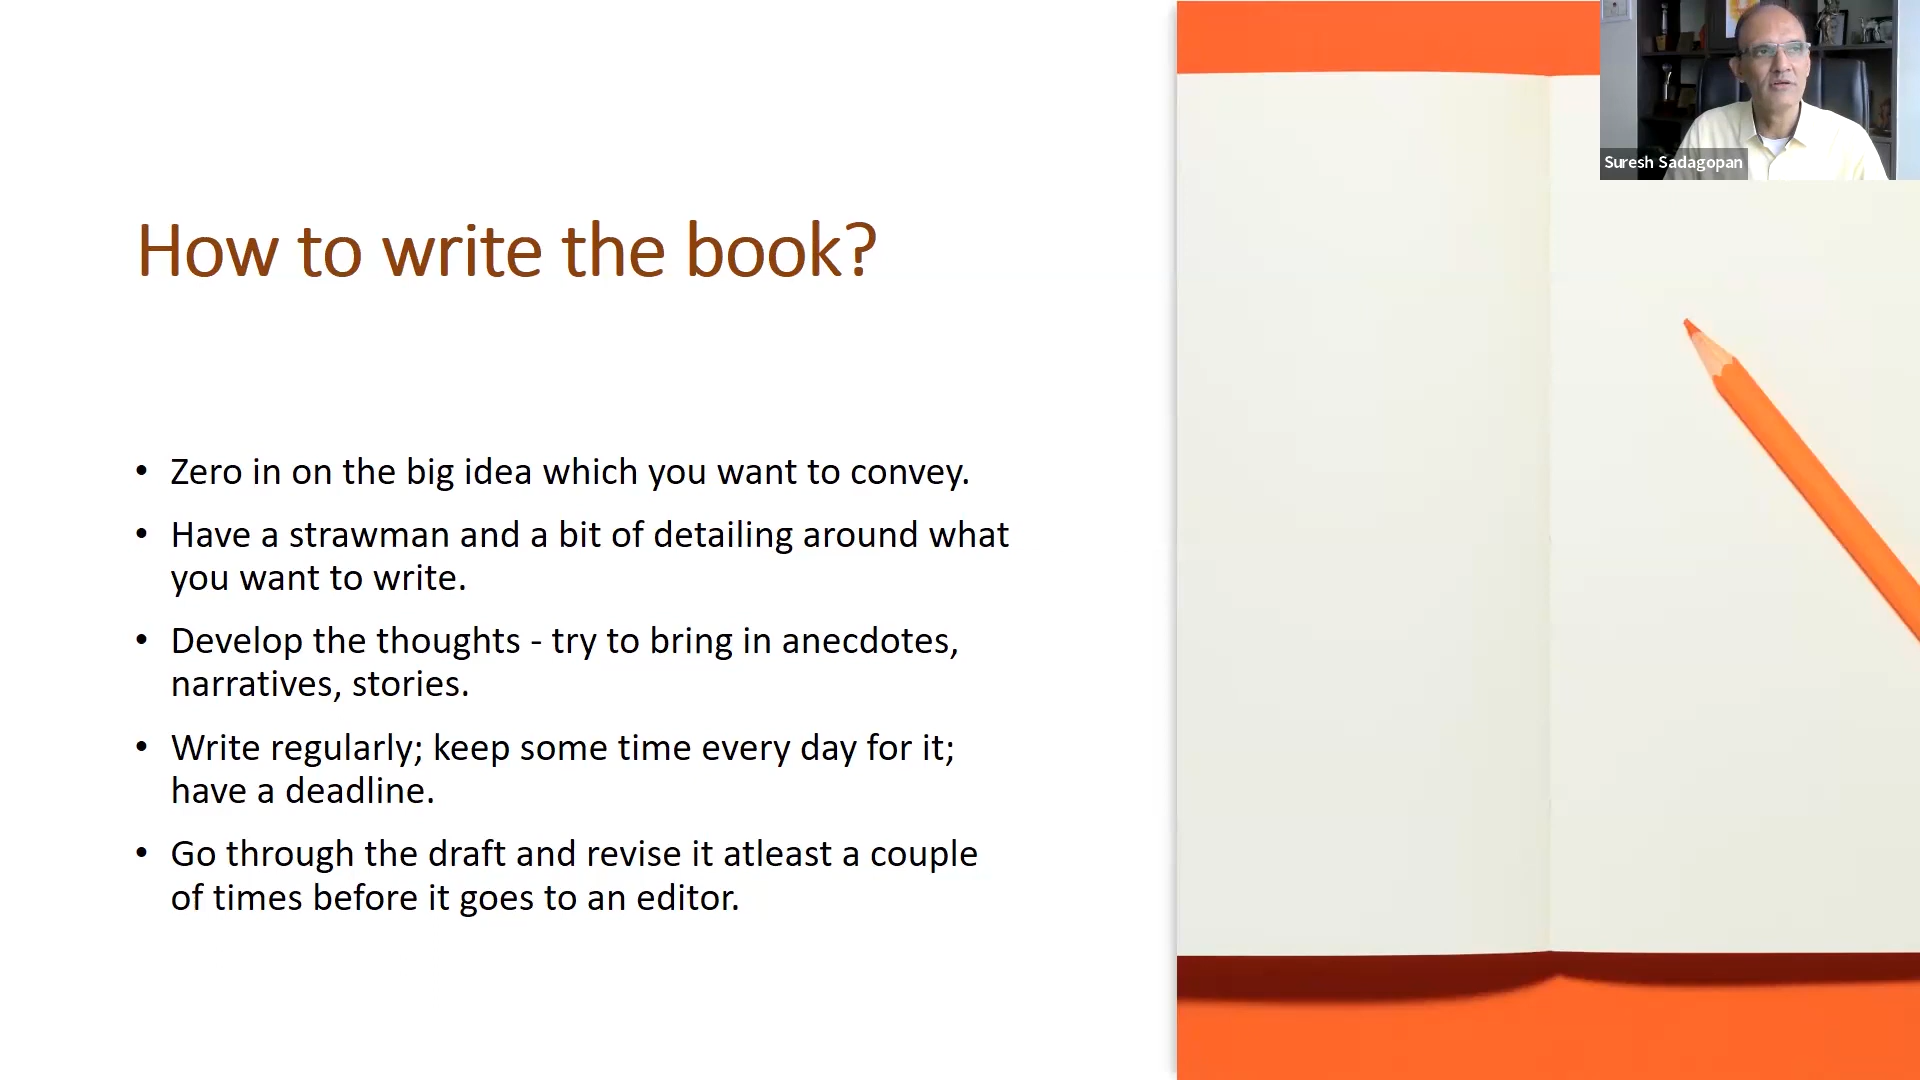 How to write the book?
• Zero in on the big idea which you want to convey.
• Have a strawman and a bit of detailing around what
you want to write.
• Develop the thoughts - try to bring in anecdotes,
narratives, stories.
• Write regularly; keep some time every day for it;
have a deadline.
• Go through the draft and revise it atleast a couple
of times before it goes to an editor.
Suresh Sadagopan